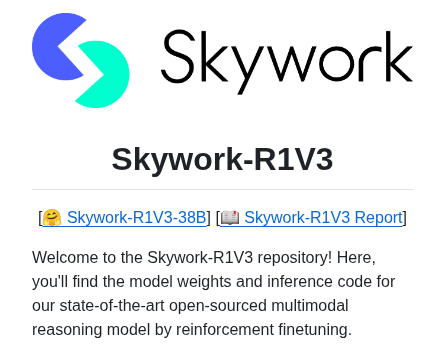 Skywork
Skywork-R1V3
[🤗 Skywork-R1V3-38B] [📖 Skywork-R1V3 Report]
Welcome to the Skywork-R1V3 repository! Here,
you'll find the model weights and inference code for
our state-of-the-art open-sourced multimodal
reasoning model by reinforcement finetuning.